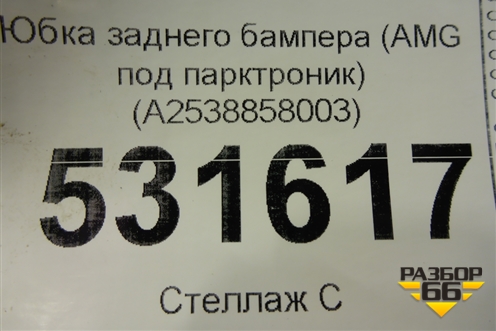 Юбка заднего бампера (AMG
под парктроник)
(A2538858003)
531617
Стеллаж С
РАЗБОР
66